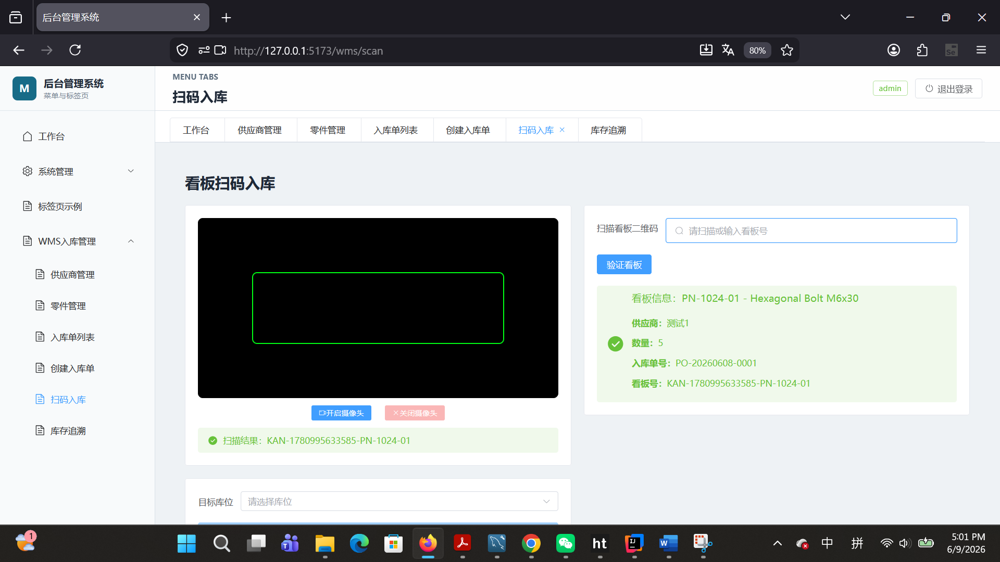 后台管理系统
http://127.0.0.1:5173/wms/scan
80%
Se
M
后台管理系统
菜单与标签页
MENU TABS
扫码入库
admin
退出登录
工作台
供应商管理
零件管理
入库单列表
创建入库单
扫码入库
库存追溯
工作台
系统管理
标签页示例
WMS入库管理
供应商管理
零件管理
入库单列表
创建入库单
扫码入库
库存追溯
看板扫码入库
开启摄像头
关闭摄像头
扫描结果：KAN-1780995633585-PN-1024-01
目标库位
请选择库位
扫描看板二维码
请扫描或输入看板号
验证看板
看板信息：PN-1024-01 - Hexagonal Bolt M6x30
供应商：测试1
数量：5
入库单号：PO-20260608-0001
看板号：KAN-1780995633585-PN-1024-01
1
T
ht
IJ
W
中
拼
5:01 PM
6/9/2026